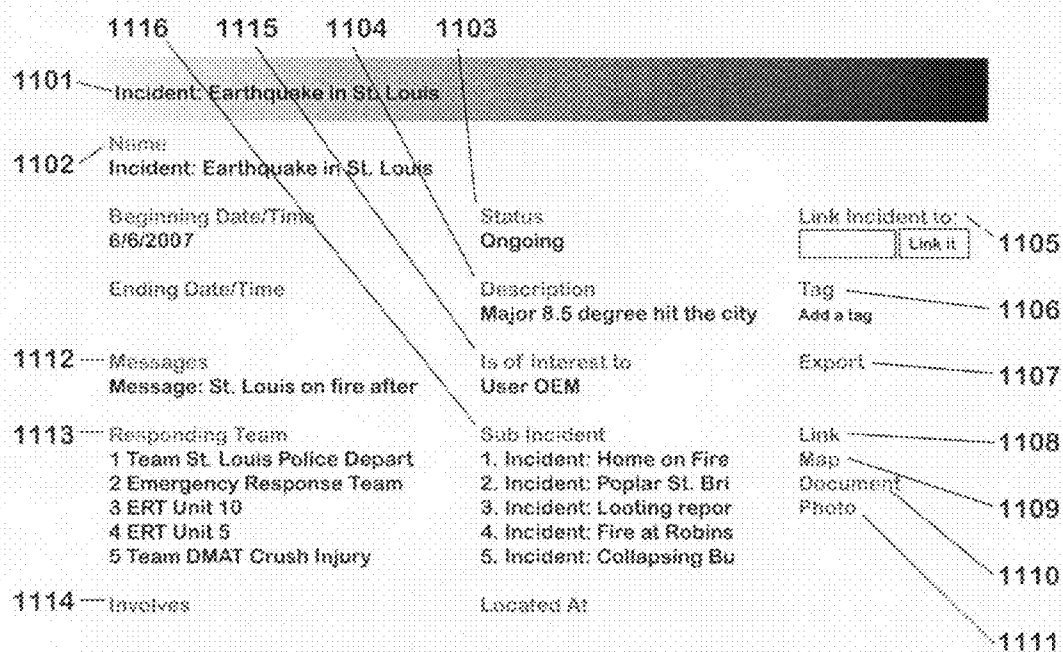 1116 1115 1104 1103
1101 Incident: Earthquake in St. Louis
Name
1102 Incident: Earthquake in St. Louis
Beginning Date/Time Status Link Incident to:
6/6/2007 Ongoing Link it 1105
Ending Date/Time Description Tag 1106
Major 8.5 degree hit the city Add a tag
1112 Messages Is of Interest to Export 1107
Message: St. Louis on fire after User OEM
1113 Responding Team Sub Incident Link 1108
1 Team St. Louis Police Depart 1. Incident: Home on Fire Map
2 Emergency Response Team 2. Incident: Poplar St. Bri Document
3 ERT Unit 10 3. Incident: Looting repor Photo 1109
4 ERT Unit 5 4. Incident: Fire at Robins
5 Team DMAT Crush Injury 5. Incident: Collapsing Bu 1110
1114 Involves Located At
1111